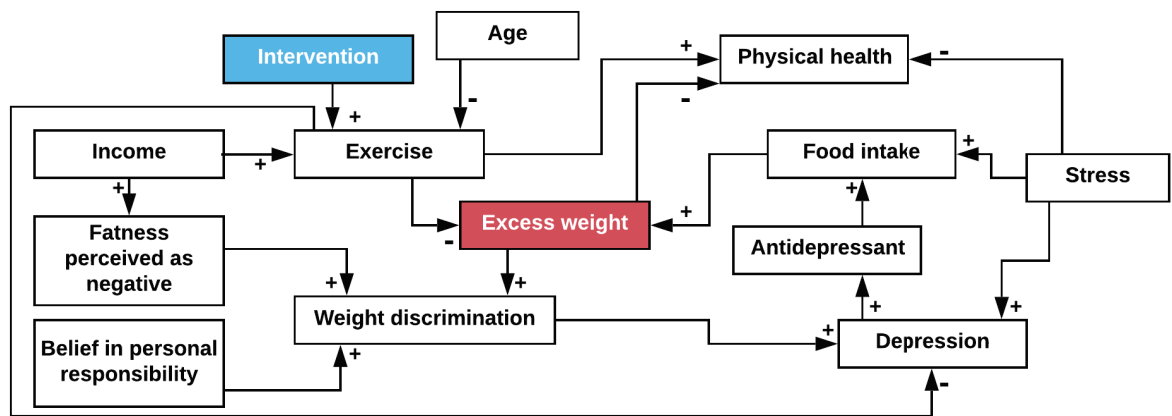 Age
Intervention
Physical health
+
-
-
-
+
+
Income
Exercise
Food intake
Stress
+
+
+
+
Fatness
perceived as
negative
Excess weight
-
+
Antidepressant
+
+
+
+
Weight discrimination
+
Depression
Belief in personal
responsibility
+
-